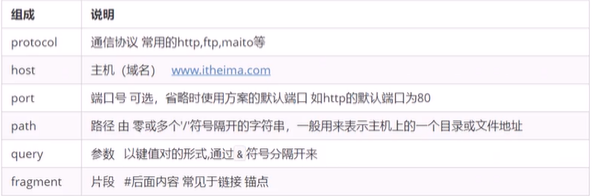 组成 说明
protocol 通信协议 常用的http,ftp,maito等
host 主机（域名） www.itheima.com
port 端口号 可选，省略时使用方案的默认端口 如http的默认端口为80
path 路径 由 零或多个'/'符号隔开的字符串，一般用来表示主机上的一个目录或文件地址
query 参数 以键值对的形式,通过 & 符号分隔开来
fragment 片段 #后面内容 常见于链接 锚点